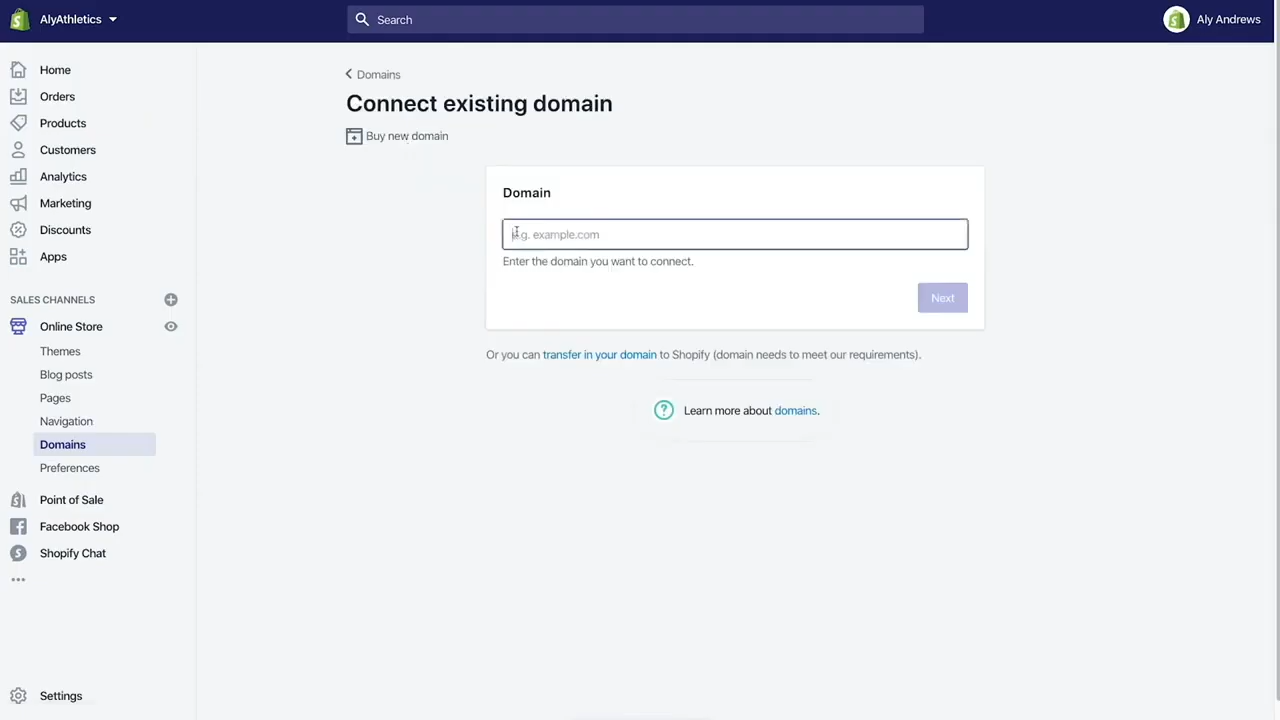 AlyAthletics
Search
Aly Andrews
Home
Orders
Products
Customers
Analytics
Marketing
Discounts
Apps
SALES CHANNELS
Online Store
Themes
Blog posts
Pages
Navigation
Domains
Preferences
Point of Sale
Facebook Shop
Shopify Chat
Settings
Domains
Connect existing domain
Buy new domain
Domain
e.g. example.com
Enter the domain you want to connect.
Next
Or you can transfer in your domain to Shopify (domain needs to meet our requirements).
Learn more about domains.